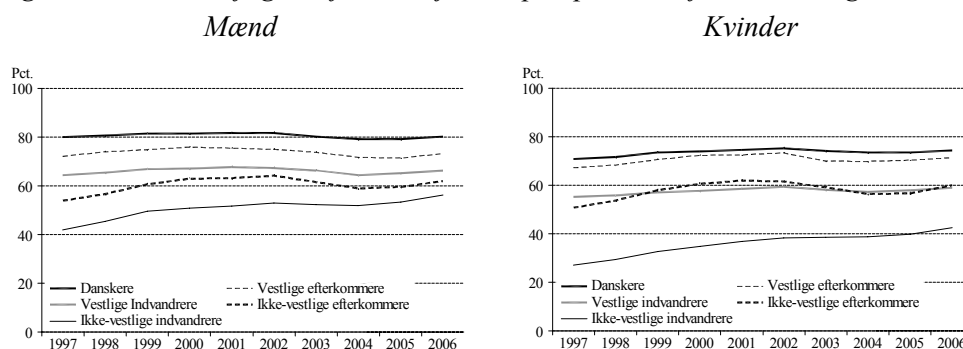 Mænd
Pct.
100
80
60
40
20
0
Danskere
Vestlige efterkommere
Vestlige Indvandrere
Ikke-vestlige efterkommere
Ikke-vestlige indvandrere
1997 1998 1999 2000 2001 2002 2003 2004 2005 2006
Kvinder
Pct.
100
80
60
40
20
0
Danskere
Vestlige efterkommere
Vestlige indvandrere
Ikke-vestlige efterkommere
Ikke-vestlige indvandrere
1997 1998 1999 2000 2001 2002 2003 2004 2005 2006